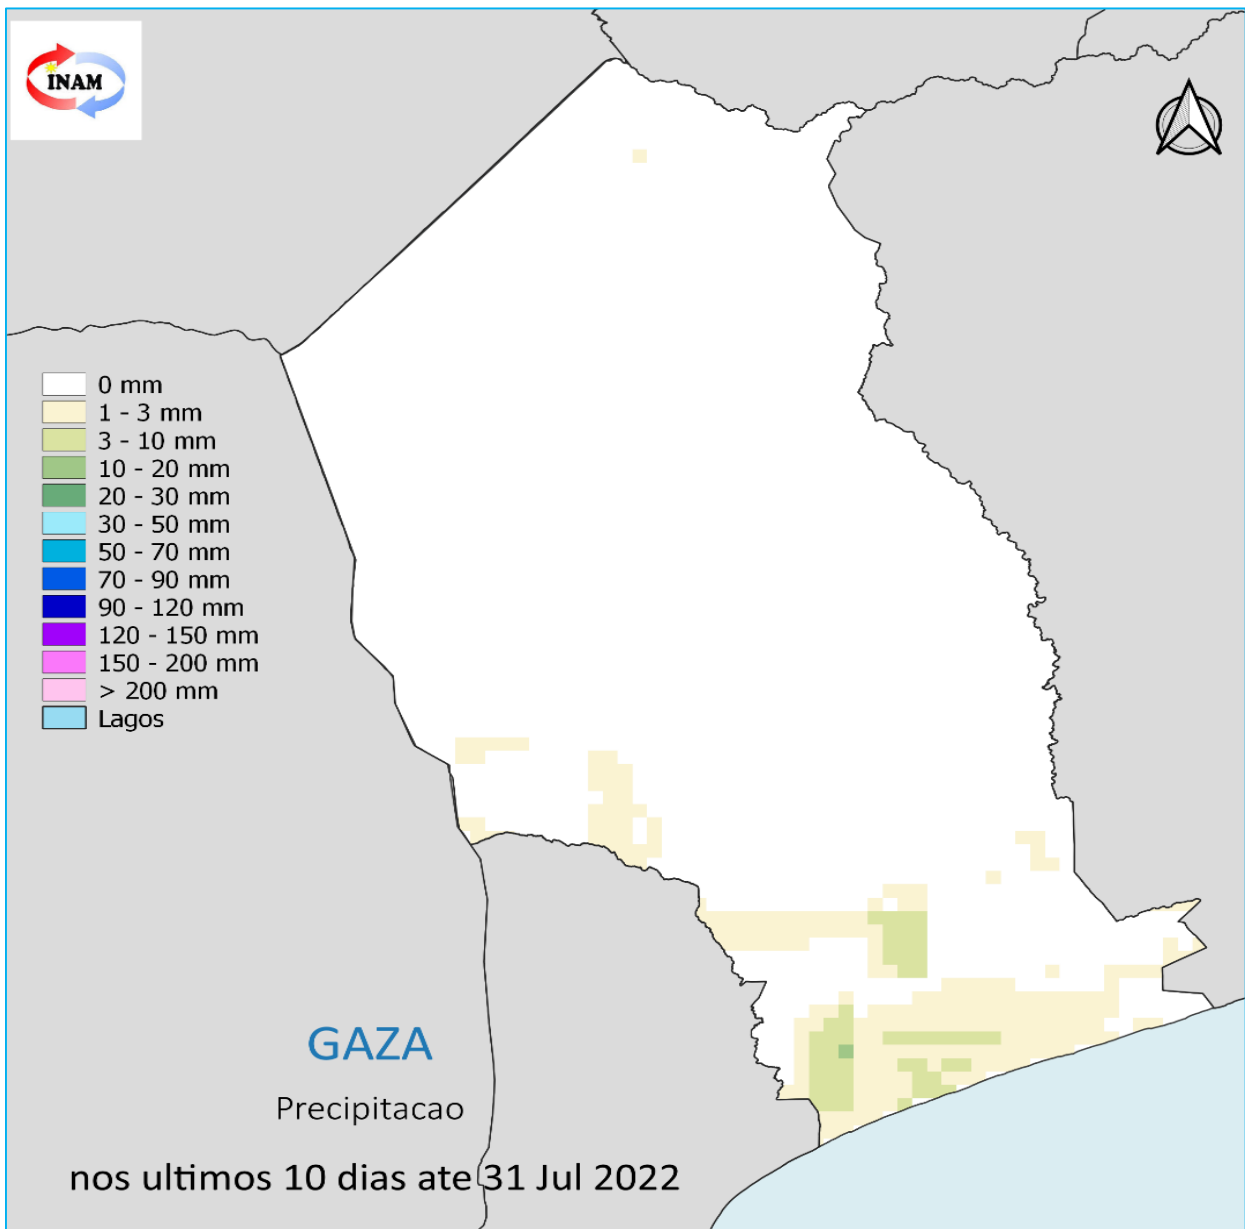 INAM
0 mm
1 - 3 mm
3 - 10 mm
10 - 20 mm
20 - 30 mm
30 - 50 mm
50 - 70 mm
70 - 90 mm
90 - 120 mm
120 - 150 mm
150 - 200 mm
> 200 mm
Lagos
GAZA
Precipitacao
nos ultimos 10 dias ate 31 Jul 2022